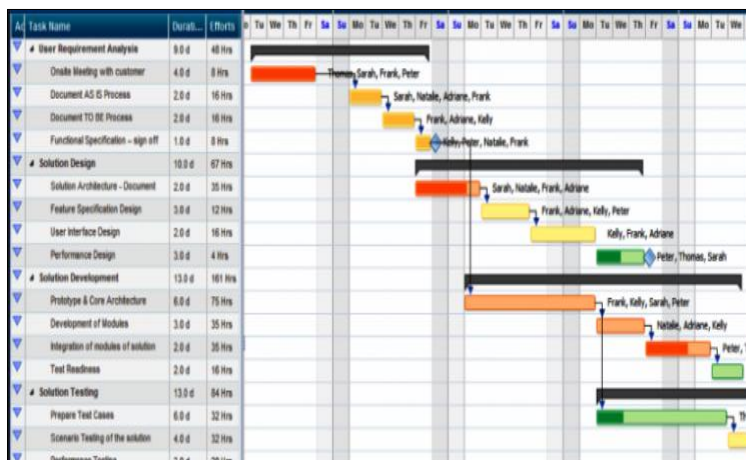 Ac Task Name Durati... Efforts o Tu We Th Fr Sa Su Mo Tu We Th Fr Sa Su Mo Tu We Th Fr Sa Su Mo Tu We Th Fr Sa Su Mo Tu We
User Requirement Analysis 9.0 d 48 Hrs
Onsite Meeting with customer 4.0 d 8 Hrs Thomas, Sarah, Frank, Peter
Document AS IS Process 2.0 d 16 Hrs Sarah, Natalie, Adriane, Frank
Document TO BE Process 2.0 d 16 Hrs Frank, Adriane, Kelly
Functional Specification – sign off 1.0 d 8 Hrs Kelly, Peter, Natalie, Frank
Solution Design 10.0 d 67 Hrs
Solution Architecture - Document 2.0 d 35 Hrs Sarah, Natalie, Frank, Adriane
Feature Specification Design 3.0 d 12 Hrs Frank, Adriane, Kelly, Peter
User Interface Design 2.0 d 16 Hrs Kelly, Frank, Adriane
Performance Design 3.0 d 4 Hrs Peter, Thomas, Sarah
Solution Development 13.0 d 161 Hrs
Prototype & Core Architecture 6.0 d 75 Hrs Frank, Kelly, Sarah, Peter
Development of Modules 3.0 d 35 Hrs Natalie, Adriane, Kelly
Integration of modules of solution 2.0 d 35 Hrs Peter, T
Test Readiness 2.0 d 16 Hrs
Solution Testing 13.0 d 84 Hrs
Prepare Test Cases 6.0 d 32 Hrs Th
Scenario Testing of the solution 4.0 d 32 Hrs
Performance Testing